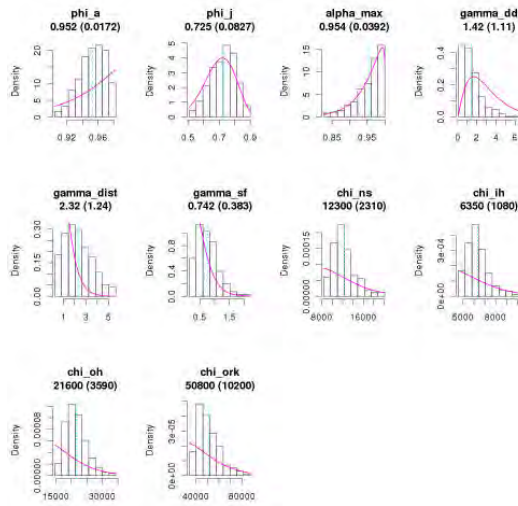 phi_a
0.952 (0.0172)
Density
0 5 10 20
0.92 0.96
phi_j
0.725 (0.0827)
Density
0 1 2 3 4 5
0.5 0.7 0.9
alpha_max
0.954 (0.0392)
Density
0 5 10 15
0.85 0.95
gamma_dd
1.42 (1.11)
Density
0.0 0.2 0.4
0 2 4 6
gamma_dist
2.32 (1.24)
Density
0.00 0.15 0.30
1 3 5
gamma_sf
0.742 (0.383)
Density
0.0 0.4 0.8
0.5 1.5
chi_ns
12300 (2310)
Density
0.00000 0.00015
8000 16000
chi_ih
6350 (1080)
Density
0e+00 3e-04
5000 8000
chi_oh
21600 (3590)
Density
0.00000 0.00008
15000 30000
chi_ork
50800 (10200)
Density
0e+00 3e-05
40000 80000